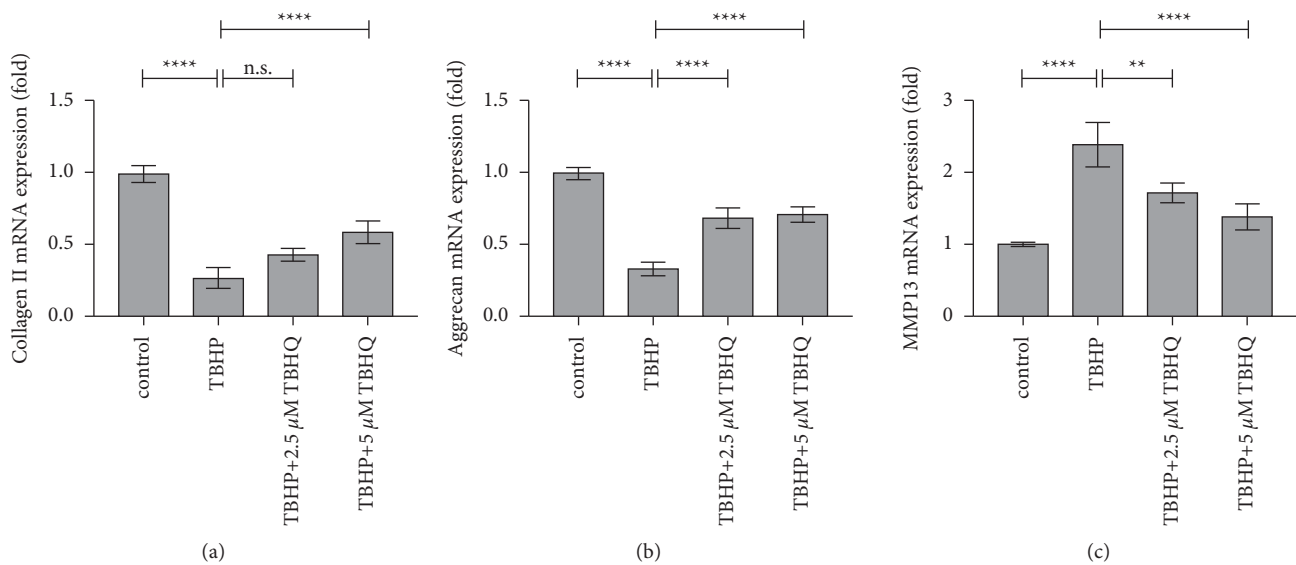 ****
**** n.s.
Collagen II mRNA expression (fold)
1.5
1.0
0.5
0.0
control
TBHP
TBHP+2.5 μM TBHQ
TBHP+5 μM TBHQ
(a)
****
**** ****
Aggrecan mRNA expression (fold)
1.5
1.0
0.5
0.0
control
TBHP
TBHP+2.5 μM TBHQ
TBHP+5 μM TBHQ
(b)
****
**** **
MMP13 mRNA expression (fold)
3
2
1
0
control
TBHP
TBHP+2.5 μM TBHQ
TBHP+5 μM TBHQ
(c)